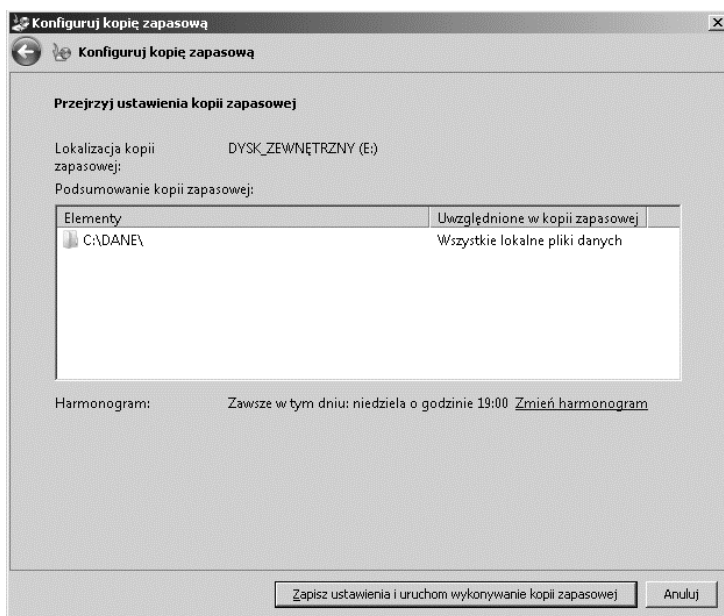 Konfiguruj kopię zapasową
Konfiguruj kopię zapasową
Przejrzyj ustawienia kopii zapasowej
Lokalizacja kopii zapasowej: DYSK_ZEWNĘTRZNY (E:)
Podsumowanie kopii zapasowej:
Elementy Uwzględnione w kopii zapasowej
C:\DANE\ Wszystkie lokalne pliki danych
Harmonogram: Zawsze w tym dniu: niedziela o godzinie 19:00 Zmień harmonogram
Zapisz ustawienia i uruchom wykonywanie kopii zapasowej Anuluj